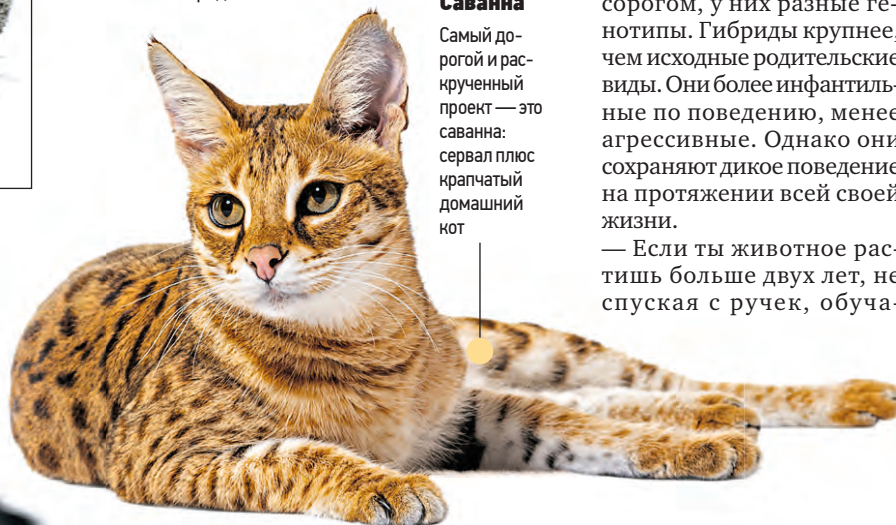 Саванна
Самый до-
рогой и рас-
крученный
проект — это
саванна:
сервал плюс
крапчатый
домашний
кот
сорогом, у них разные ге-
нотипы. Гибриды крупнее,
чем исходные родительские
виды. Они более инфантиль-
ные по поведению, менее
агрессивные. Однако они
сохраняют дикое поведение
на протяжении всей своей
жизни.
— Если ты животное рас-
тишь больше двух лет, не
спуская с ручек, обуча-